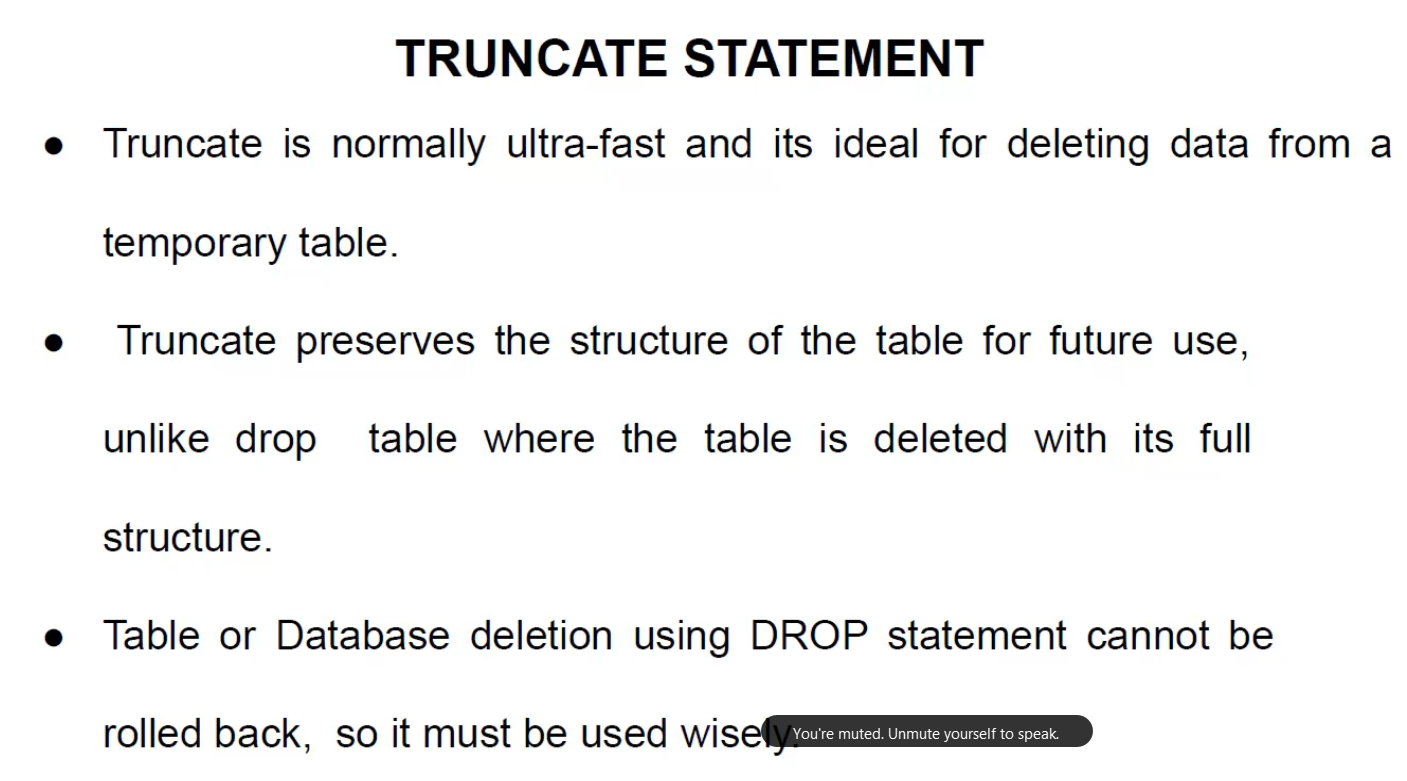 TRUNCATE STATEMENT
● Truncate is normally ultra-fast and its ideal for deleting data from a
temporary table.
● Truncate preserves the structure of the table for future use,
unlike drop table where the table is deleted with its full
structure.
● Table or Database deletion using DROP statement cannot be
rolled back, so it must be used wisely.
You're muted. Unmute yourself to speak.